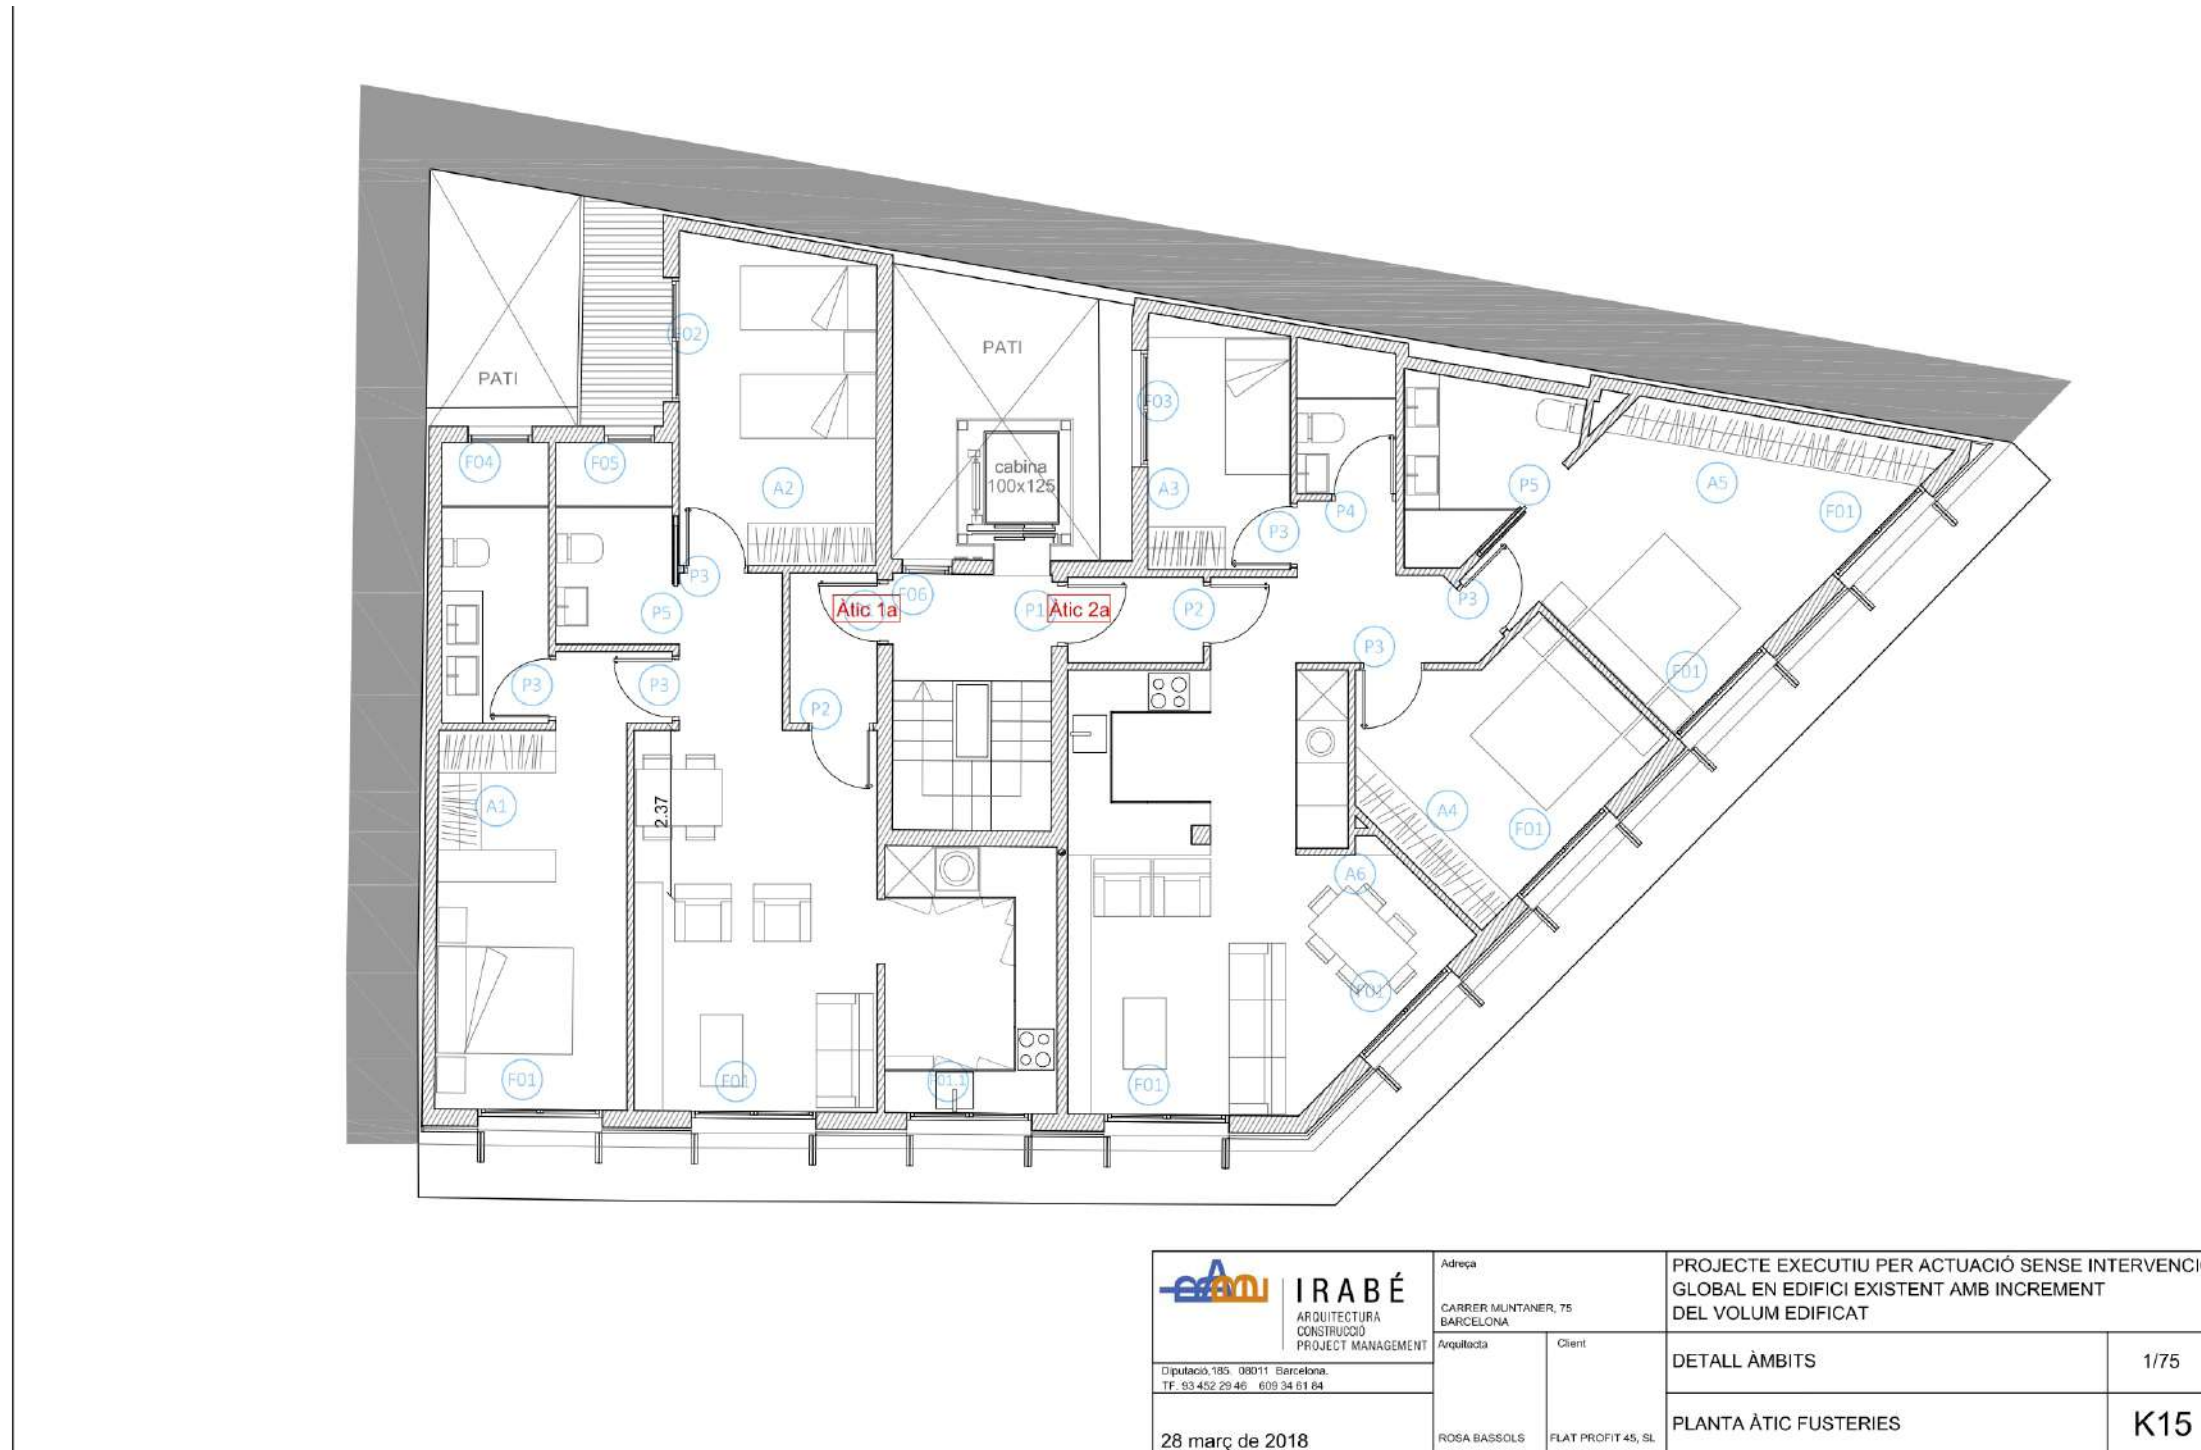 F02
PATI
PATI
F03
F04
F05
A2
cabina
100x125
A3
P5
A5
F01
P4
P3
P3
P5
Àtic 1a
F06
P1
Àtic 2a
P2
P3
P3
P3
P3
P2
F01
A1
2.37
A4
F01
A6
F01
F01
F01
F01.1
F01
IRABÉ
ARQUITECTURA
CONSTRUCCIÓ
PROJECT MANAGEMENT
Diputació,185. 08011 Barcelona.
TF. 93 452 29 46 609 34 61 84
28 març de 2018
Adreça
CARRER MUNTANER, 75
BARCELONA
Arquitecta
Client
ROSA BASSOLS
FLAT PROFIT 45, SL
PROJECTE EXECUTIU PER ACTUACIÓ SENSE INTERVENCI
GLOBAL EN EDIFICI EXISTENT AMB INCREMENT
DEL VOLUM EDIFICAT
DETALL ÀMBITS
1/75
PLANTA ÀTIC FUSTERIES
K15